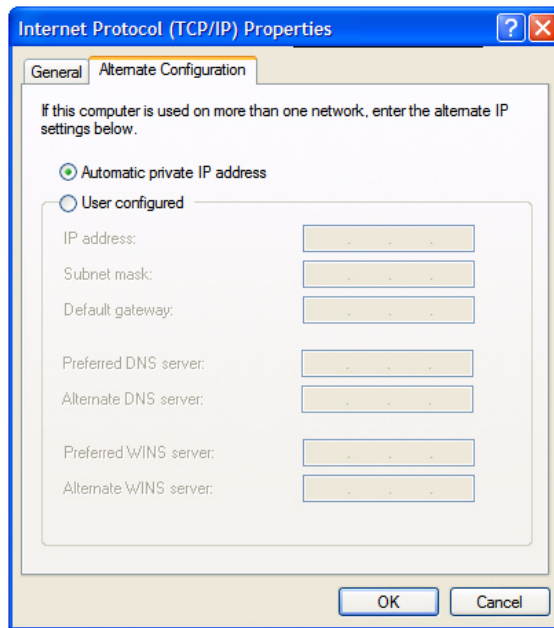 Internet Protocol (TCP/IP) Properties
General
Alternate Configuration
If this computer is used on more than one network, enter the alternate IP
settings below.
Automatic private IP address
User configured
IP address:
Subnet mask:
Default gateway:
Preferred DNS server:
Alternate DNS server:
Preferred WINS server:
Alternate WINS server:
OK
Cancel